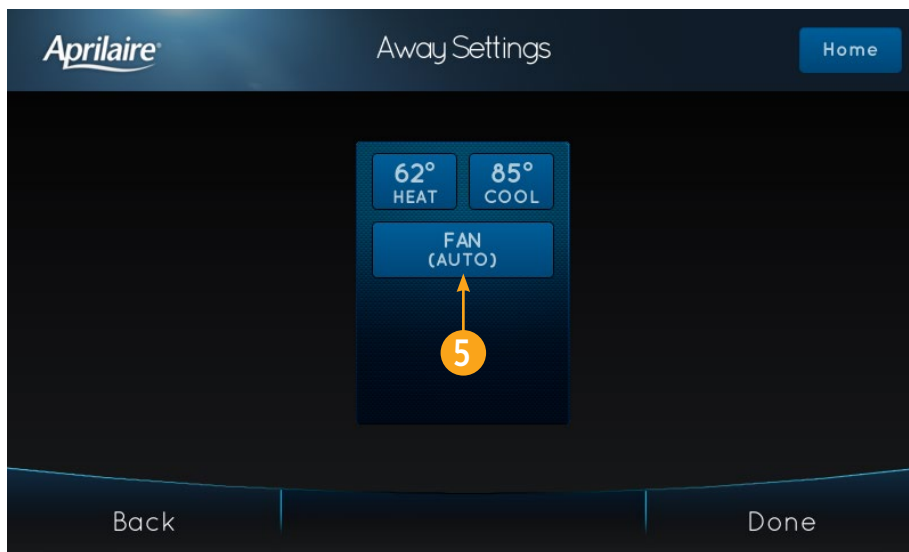 Aprilaire®
Away Settings
Home
62°
HEAT
85°
COOL
FAN
(AUTO)
5
Back
Done